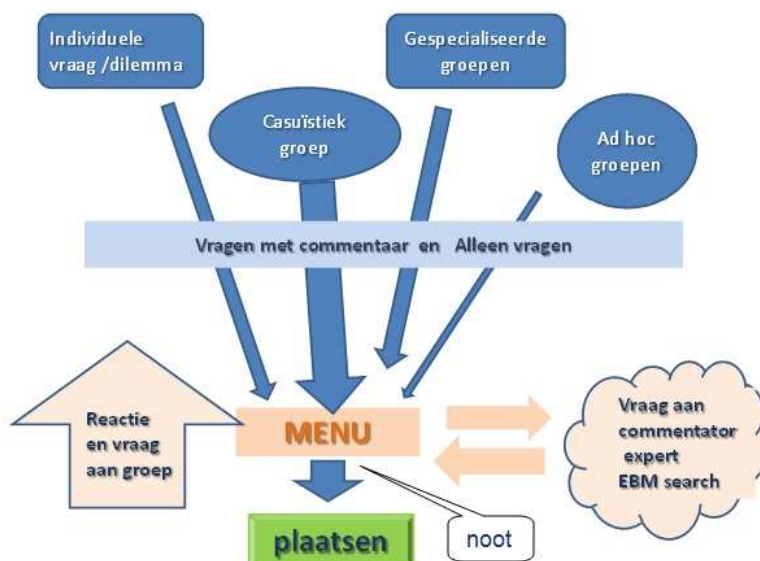 Individuele
vraag /dilemma
Gespecialiseerde
groepen
Casuïstiek
groep
Ad hoc
groepen
Vragen met commentaar en Alleen vragen
Reactie
en vraag
aan groep
MENU
Vraag aan
commentator
expert
EBM search
plaatsen
noot